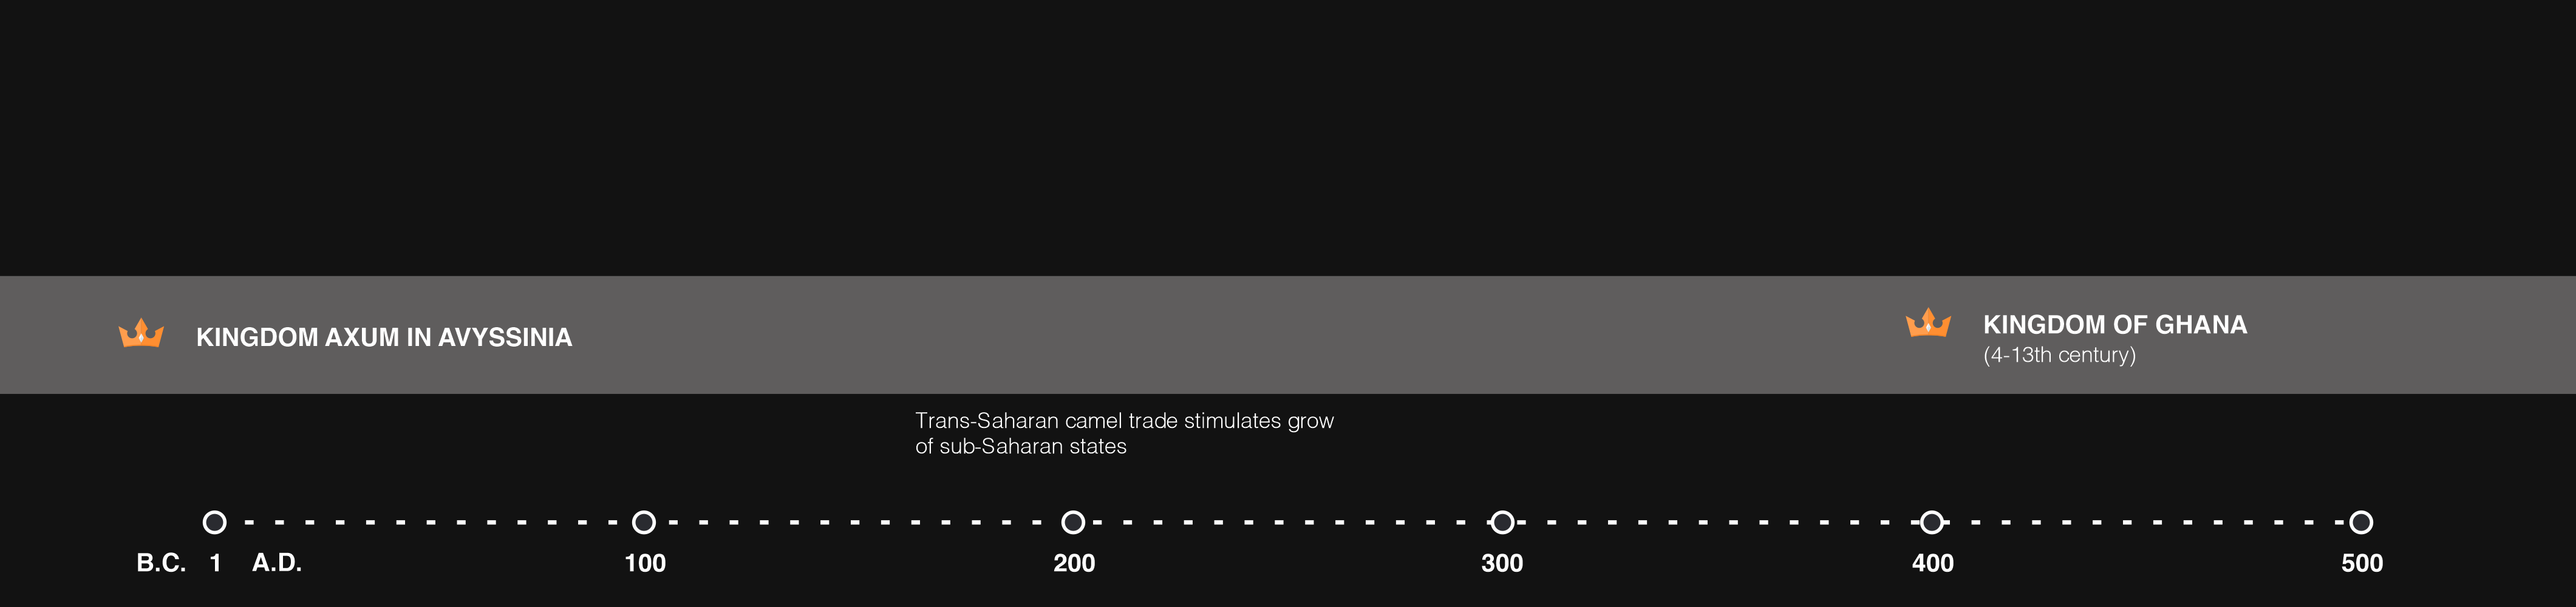 KINGDOM AXUM IN AVYSSINIA
KINGDOM OF GHANA
(4-13th century)
Trans-Saharan camel trade stimulates grow
of sub-Saharan states
B.C. 1 A.D. 100 200 300 400 500